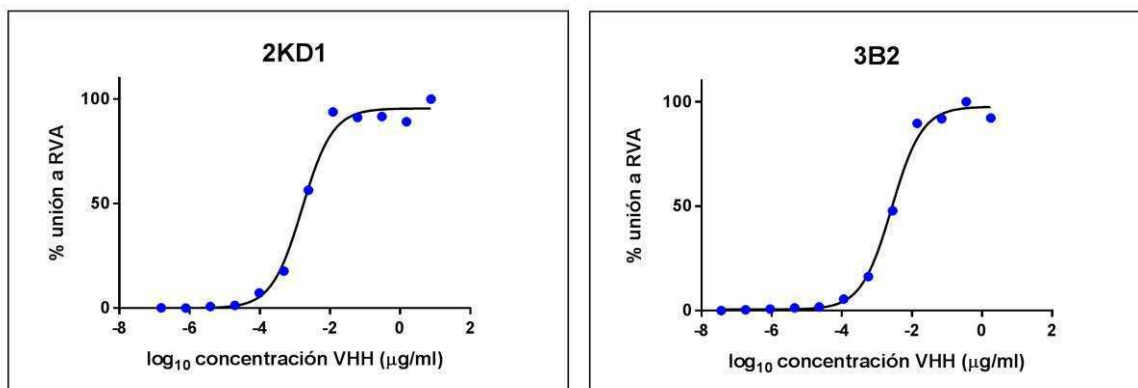 2KD1
% unión a RVA
100
50
0
-8 -6 -4 -2 0 2
log10 concentración VHH (μg/ml)
3B2
% unión a RVA
100
50
0
-8 -6 -4 -2 0 2
log10 concentración VHH (μg/ml)